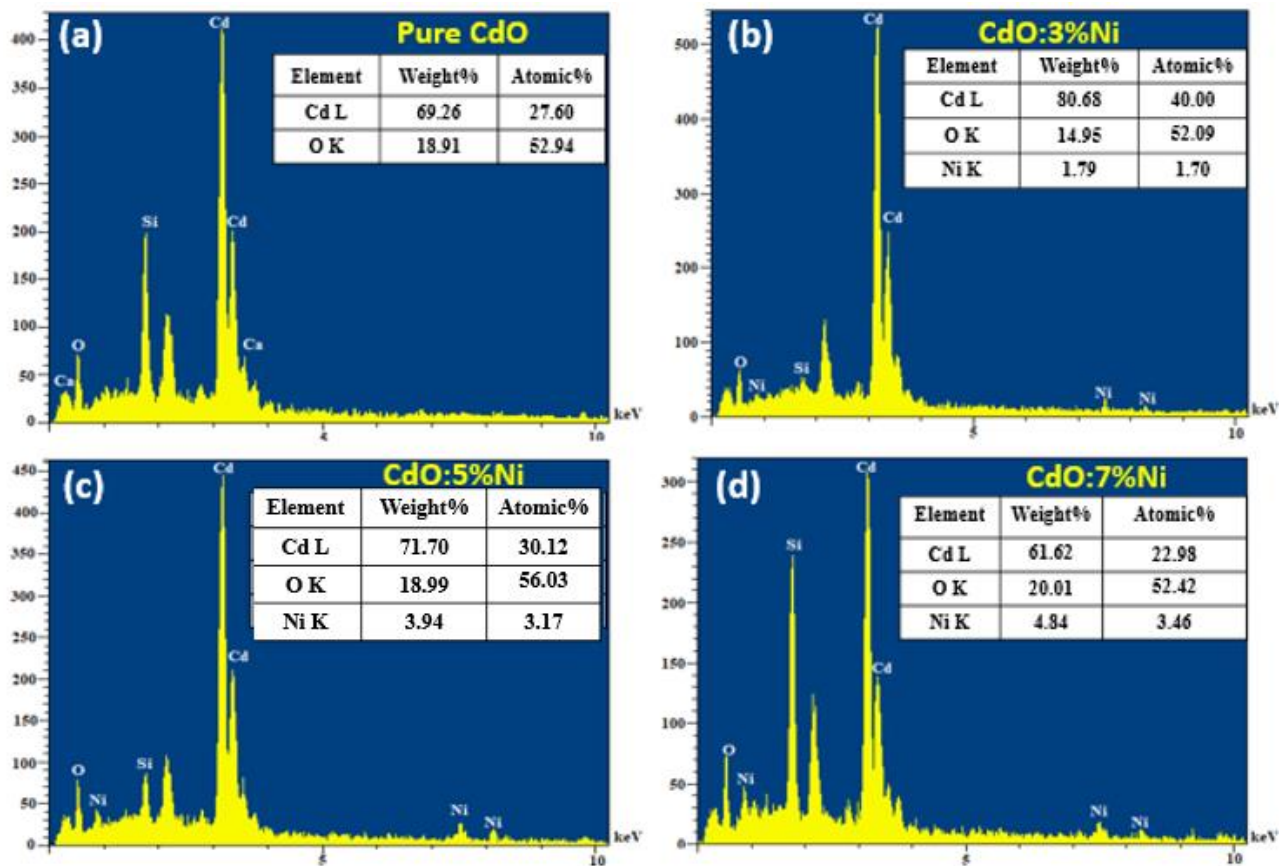 (a)
Pure CdO
Element Weight% Atomic%
Cd L 69.26 27.60
O K 18.91 52.94
Cd
Si
Cd
O
Ca
Ca
400
350
300
250
200
150
100
50
0
10
keV
(b)
CdO:3%Ni
Element Weight% Atomic%
Cd L 80.68 40.00
O K 14.95 52.09
Ni K 1.79 1.70
Cd
Cd
O
Ni
Si
Ni
Ni
500
400
300
200
100
0
5
10
keV
(c)
CdO:5%Ni
Element Weight% Atomic%
Cd L 71.70 30.12
O K 18.99 56.03
Ni K 3.94 3.17
Cd
Cd
O
Ni
Si
Ni
Ni
450
400
350
300
250
200
150
100
50
0
5
10
keV
(d)
CdO:7%Ni
Element Weight% Atomic%
Cd L 61.62 22.98
O K 20.01 52.42
Ni K 4.84 3.46
Cd
Si
Cd
O
Ni
Ni
Ni
300
250
200
150
100
50
0
5
10
keV